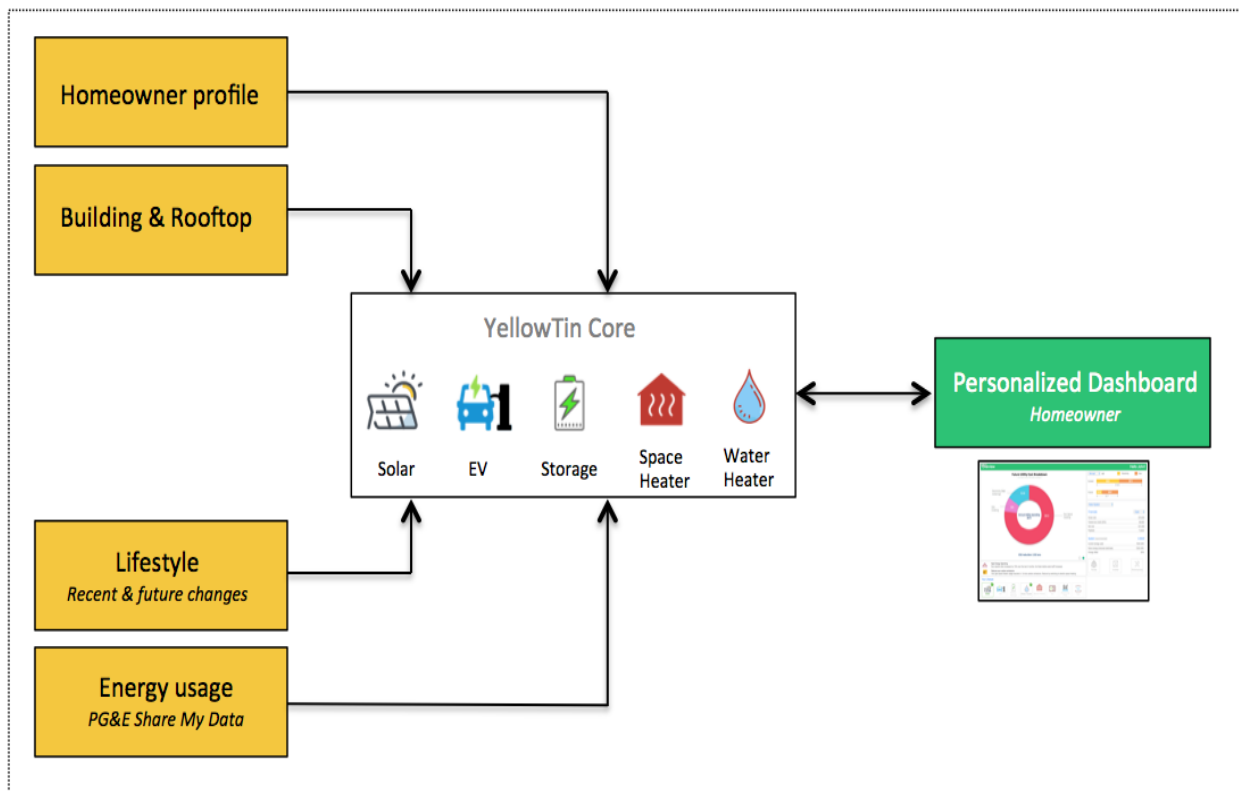 Homeowner profile
Building & Rooftop
YellowTin Core
Solar
EV
Storage
Space
Heater
Water
Heater
Personalized Dashboard
Homeowner
Lifestyle
Recent & future changes
Energy usage
PG&E Share My Data